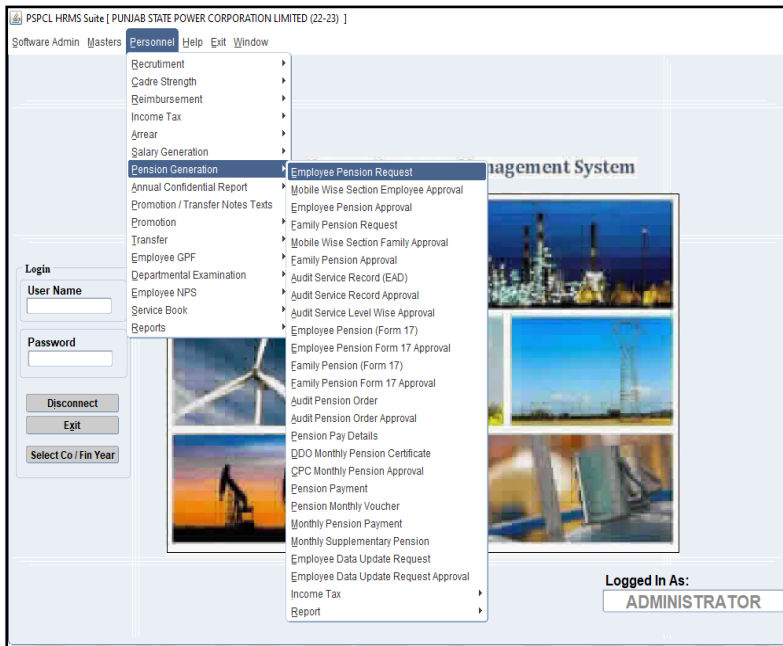 PSPCL HRMS Suite [ PUNJAB STATE POWER CORPORATION LIMITED (22-23) ]
Software Admin Masters Personnel Help Exit Window
Recrutiment
Cadre Strength
Reimbursement
Income Tax
Arrear
Salary Generation
Pension Generation
Annual Confidential Report
Promotion / Transfer Notes Texts
Promotion
Transfer
Employee GPF
Departmental Examination
Employee NPS
Service Book
Reports
Employee Pension Request
Mobile Wise Section Employee Approval
Employee Pension Approval
Family Pension Request
Mobile Wise Section Family Approval
Family Pension Approval
Audit Service Record (EAD)
Audit Service Record Approval
Audit Service Level Wise Approval
Employee Pension (Form 17)
Employee Pension Form 17 Approval
Family Pension (Form 17)
Family Pension Form 17 Approval
Audit Pension Order
Audit Pension Order Approval
Pension Pay Details
DDO Monthly Pension Certificate
CPC Monthly Pension Approval
Pension Payment
Pension Monthly Voucher
Monthly Pension Payment
Monthly Supplementary Pension
Employee Data Update Request
Employee Data Update Request Approval
Income Tax
Report
nagement System
Login
User Name
Password
Disconnect
Exit
Select Co / Fin Year
Logged In As:
ADMINISTRATOR